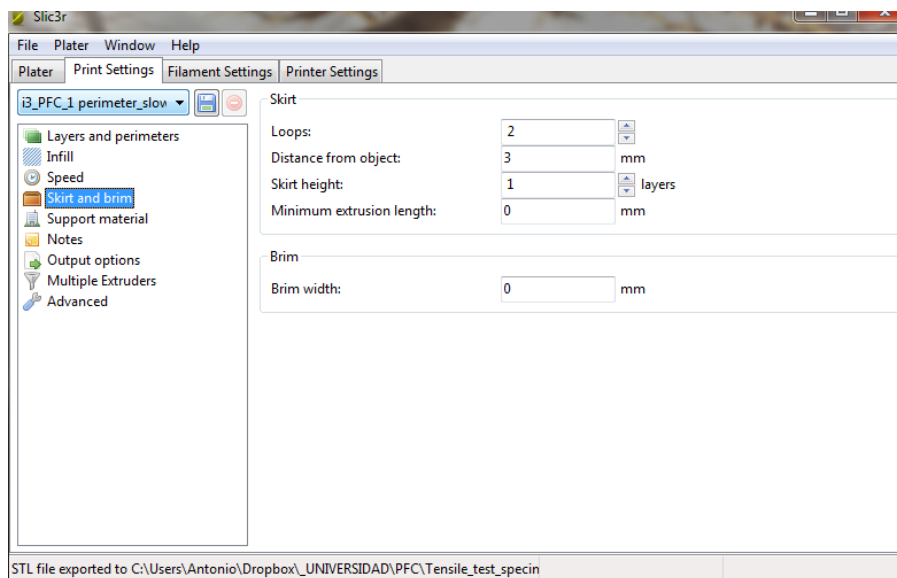 Slic3r
File Plater Window Help
Plater Print Settings Filament Settings Printer Settings
i3_PFC_1 perimeter_slow
Layers and perimeters
Infill
Speed
Skirt and brim
Support material
Notes
Output options
Multiple Extruders
Advanced
Skirt
Loops: 2
Distance from object: 3 mm
Skirt height: 1 layers
Minimum extrusion length: 0 mm
Brim
Brim width: 0 mm
STL file exported to C:\Users\Antonio\Dropbox\_UNIVERSIDAD\PFC\Tensile_test_specin